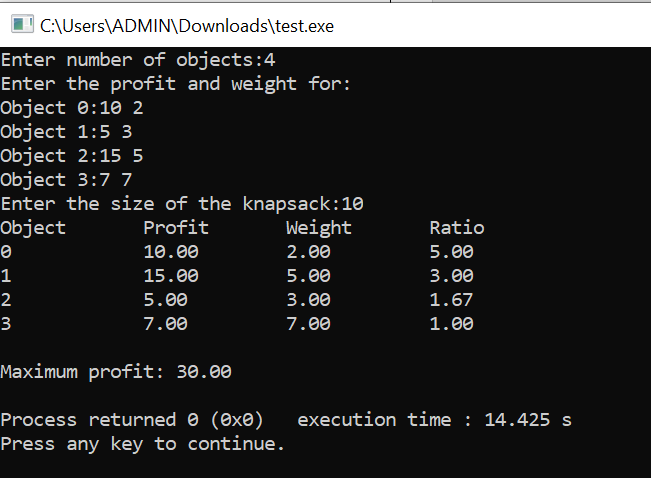 C:\Users\ADMIN\Downloads\test.exe
Enter number of objects:4
Enter the profit and weight for:
Object 0:10 2
Object 1:5 3
Object 2:15 5
Object 3:7 7
Enter the size of the knapsack:10
Object Profit Weight Ratio
0 10.00 2.00 5.00
1 15.00 5.00 3.00
2 5.00 3.00 1.67
3 7.00 7.00 1.00
Maximum profit: 30.00
Process returned 0 (0x0) execution time : 14.425 s
Press any key to continue.